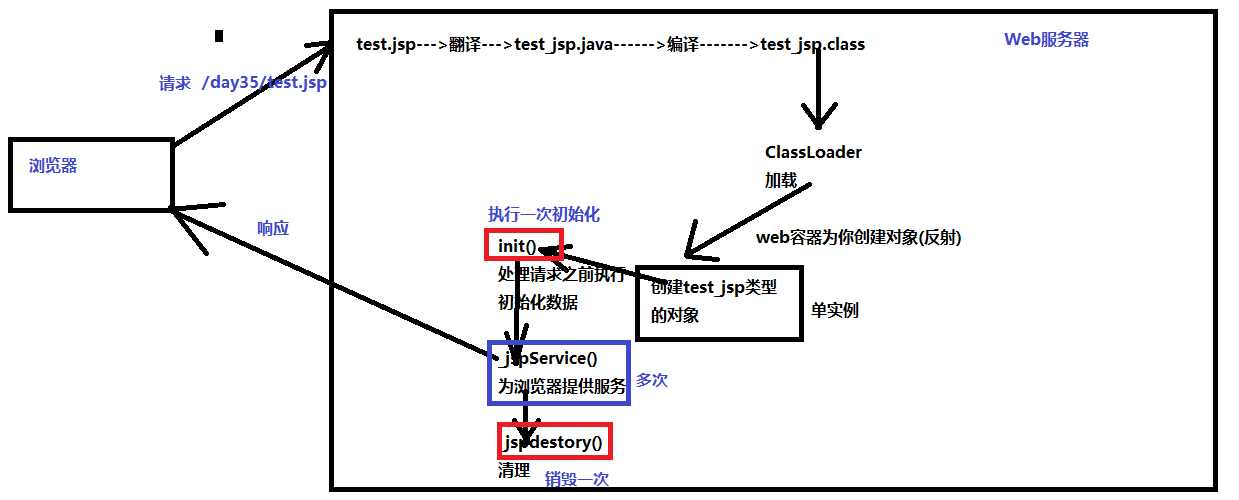 test.jsp--->翻译--->test_jsp.java------>编译------->test_jsp.class
Web服务器
请求 /day35/test.jsp
浏览器
ClassLoader
加载
响应
执行一次初始化
init()
处理请求之前执行
初始化数据
web容器为你创建对象(反射)
创建test_jsp类型
的对象
单实例
_jspService()
为浏览器提供服务
多次
_jspdestory()
清理
销毁一次